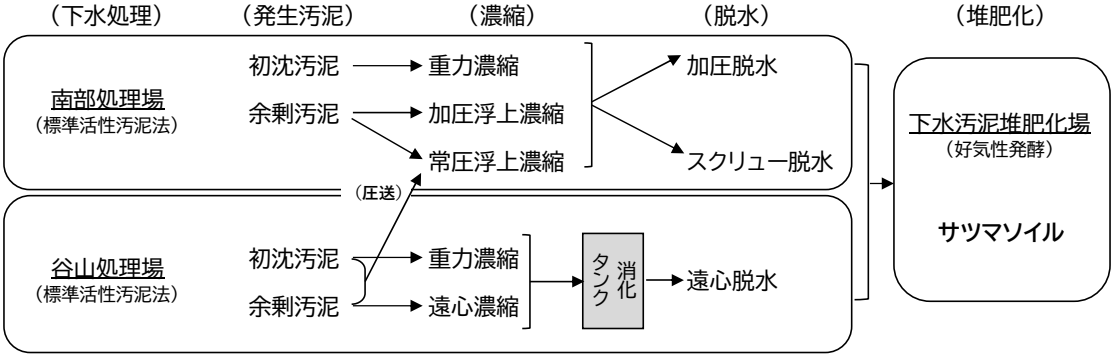 （下水処理）
（発生汚泥）
（濃縮）
（脱水）
（堆肥化）
南部処理場
（標準活性汚泥法）
初沈汚泥
余剰汚泥
重力濃縮
加圧浮上濃縮
常圧浮上濃縮
加圧脱水
スクリュー脱水
（圧送）
谷山処理場
（標準活性汚泥法）
初沈汚泥
余剰汚泥
重力濃縮
遠心濃縮
消化
タンク
遠心脱水
下水汚泥堆肥化場
（好気性発酵）
サツマソイル